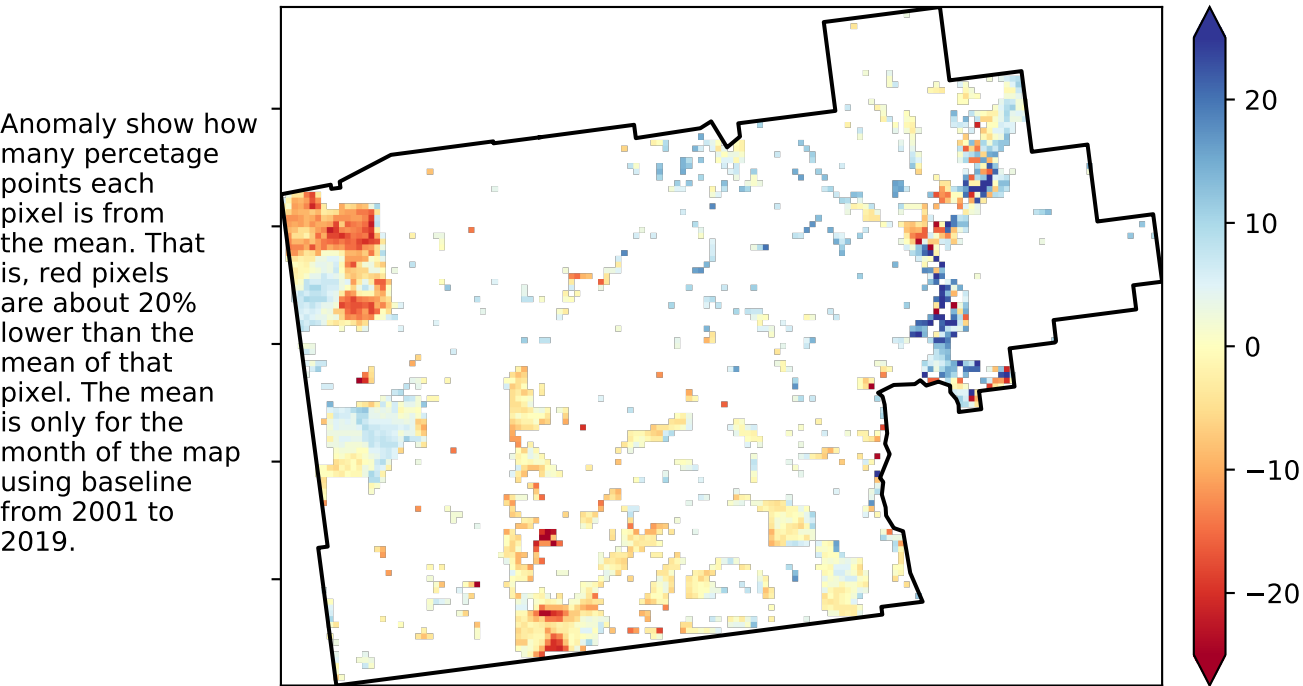 Anomaly show how
many percetage
points each
pixel is from
the mean. That
is, red pixels
are about 20%
lower than the
mean of that
pixel. The mean
is only for the
month of the map
using baseline
from 2001 to
2019.
20
10
0
−10
−20